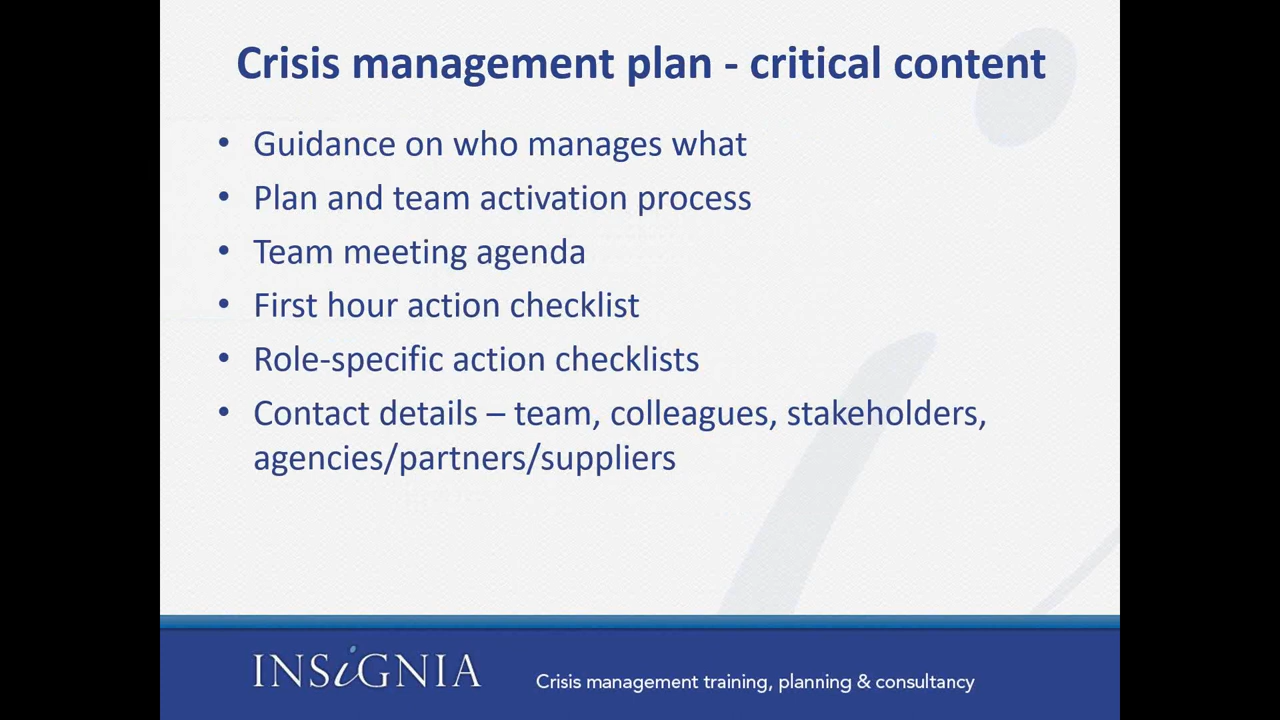 Crisis management plan - critical content
• Guidance on who manages what
• Plan and team activation process
• Team meeting agenda
• First hour action checklist
• Role-specific action checklists
• Contact details – team, colleagues, stakeholders,
agencies/partners/suppliers
INSiGNIA
Crisis management training, planning & consultancy